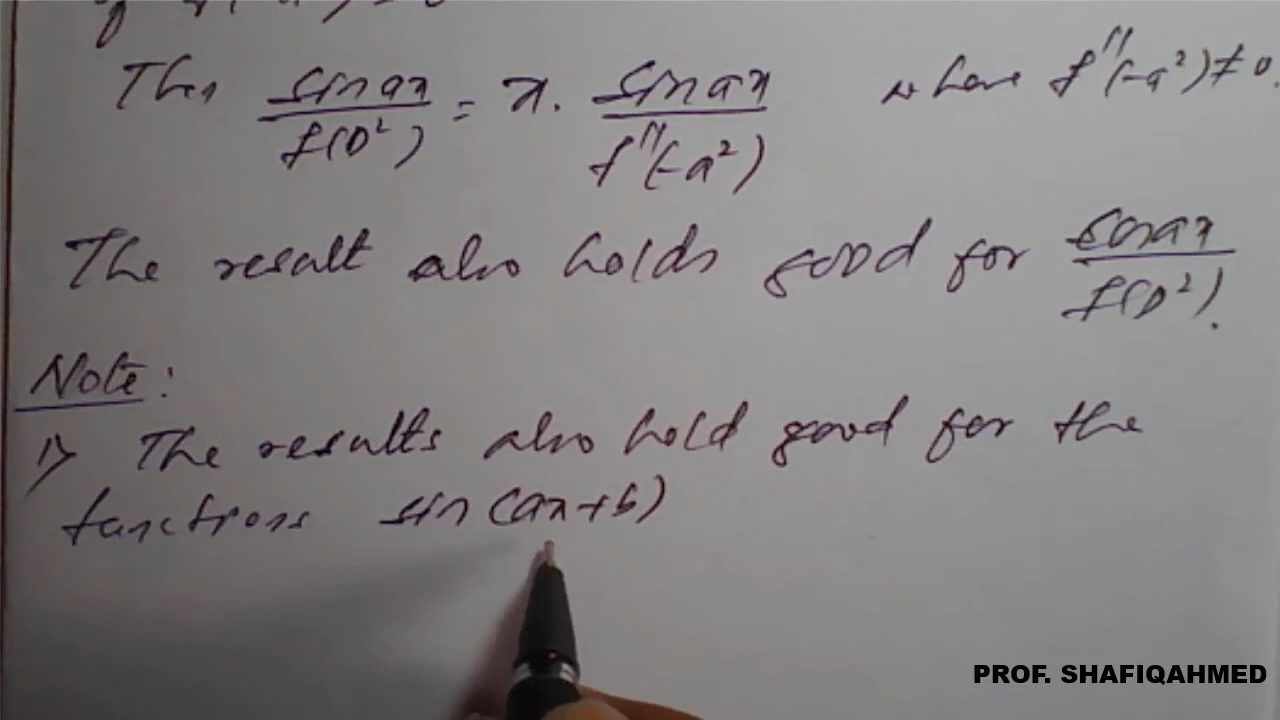 Then sin ax / f(D²) = x. sin ax / f''(-a²) where f''(-a²) ≠ 0.
The result also holds good for cos ax / f(D²).
Note:
1> The results also hold good for the
functions sin (ax+b)
PROF. SHAFIQAHMED